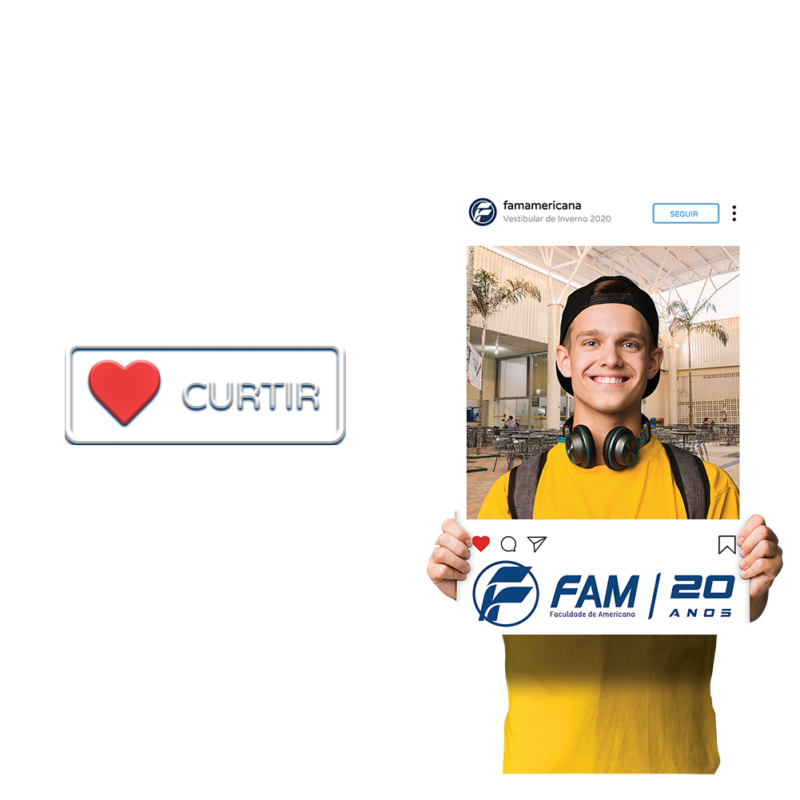 famamericana
Vestibular de Inverno 2020
SEGUIR
CURTIR
FAM | 20
Faculdade de Americana
ANOS